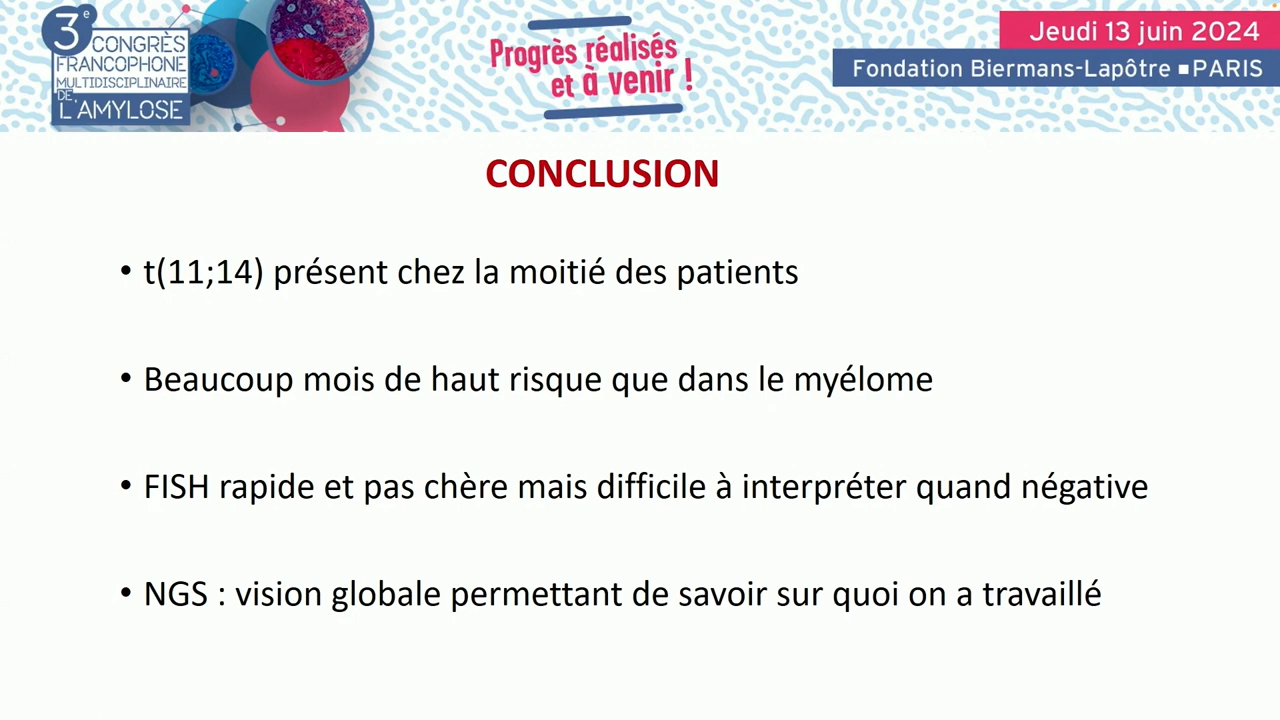 3e
CONGRÈS
FRANCOPHONE
MULTIDISCIPLINAIRE
DE
L'AMYLOSE
Progrès réalisés
et à venir !
Jeudi 13 juin 2024
Fondation Biermans-Lapôtre ▪PARIS
CONCLUSION
• t(11;14) présent chez la moitié des patients
• Beaucoup mois de haut risque que dans le myélome
• FISH rapide et pas chère mais difficile à interpréter quand négative
• NGS : vision globale permettant de savoir sur quoi on a travaillé